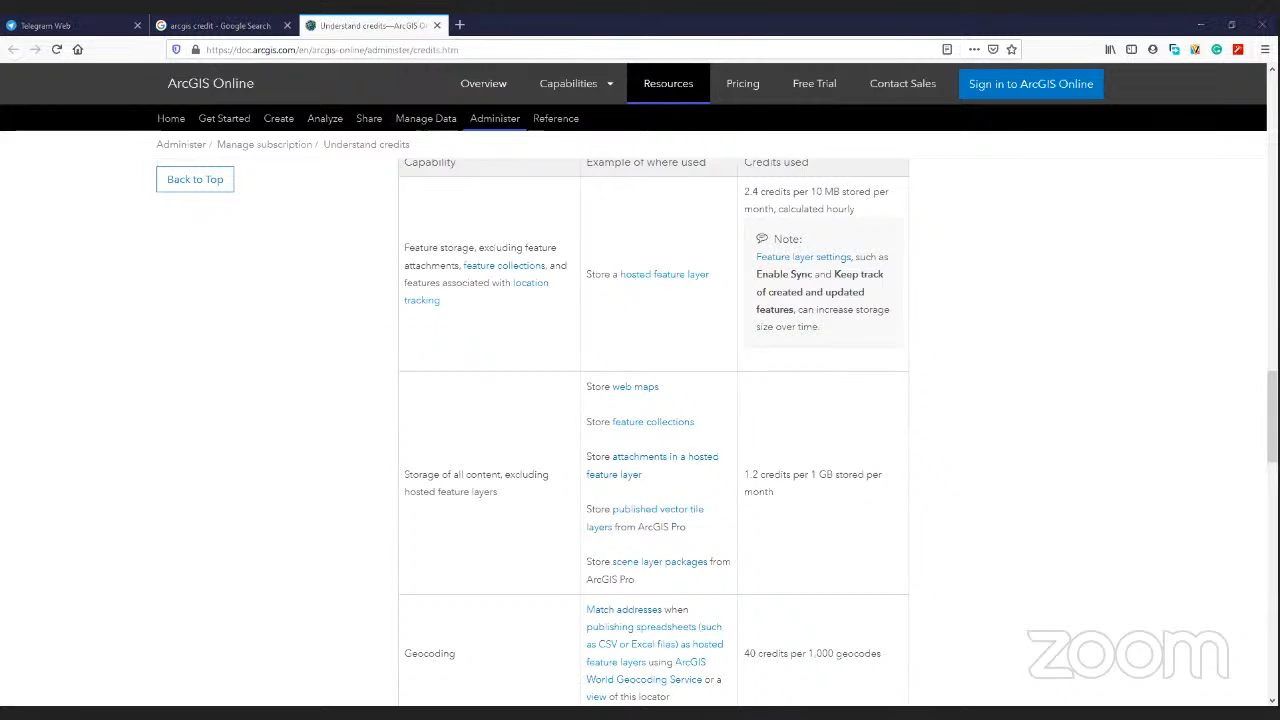 Telegram Web
arcgis credit - Google Search
Understand credits—ArcGIS O
https://doc.arcgis.com/en/arcgis-online/administer/credits.htm
ArcGIS Online
Overview
Capabilities
Resources
Pricing
Free Trial
Contact Sales
Sign in to ArcGIS Online
Home
Get Started
Create
Analyze
Share
Manage Data
Administer
Reference
Administer / Manage subscription / Understand credits
Back to Top
Capability
Example of where used
Credits used
Feature storage, excluding feature
attachments, feature collections, and
features associated with location
tracking
Store a hosted feature layer
2.4 credits per 10 MB stored per
month, calculated hourly
Note:
Feature layer settings, such as
Enable Sync and Keep track
of created and updated
features, can increase storage
size over time.
Storage of all content, excluding
hosted feature layers
Store web maps
Store feature collections
Store attachments in a hosted
feature layer
Store published vector tile
layers from ArcGIS Pro
Store scene layer packages from
ArcGIS Pro
1.2 credits per 1 GB stored per
month
Geocoding
Match addresses when
publishing spreadsheets (such
as CSV or Excel files) as hosted
feature layers using ArcGIS
World Geocoding Service or a
view of this locator
40 credits per 1,000 geocodes
zoom